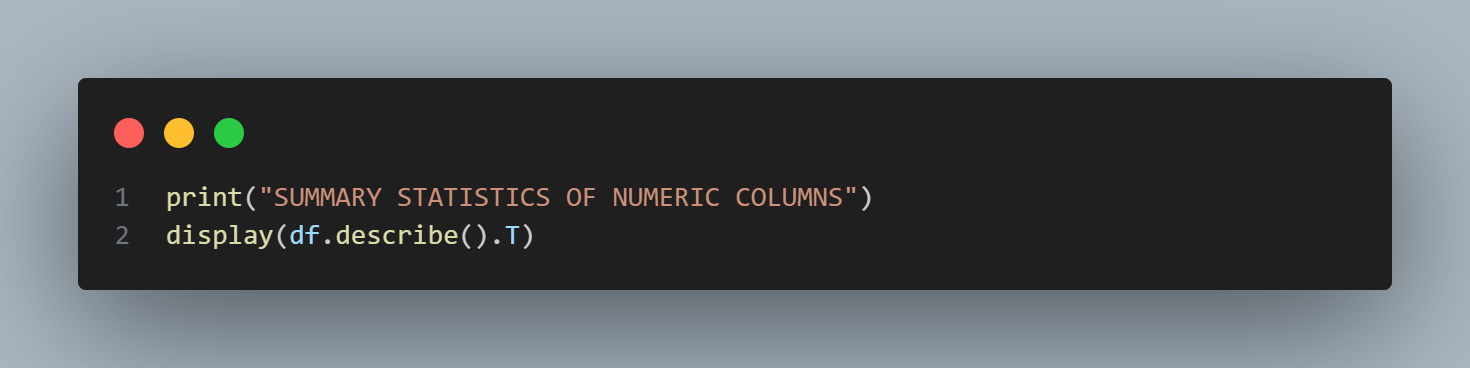 1 print("SUMMARY STATISTICS OF NUMERIC COLUMNS")
2 display(df.describe().T)